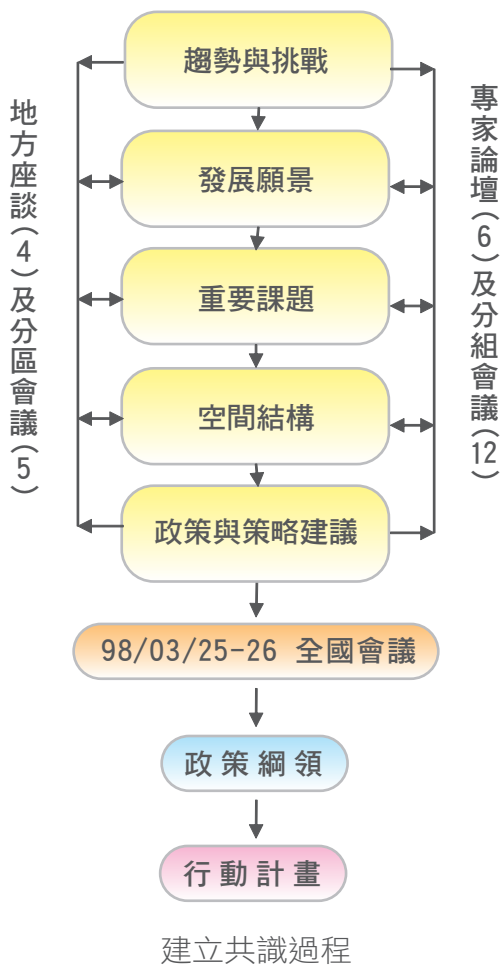 趨勢與挑戰
發展願景
重要課題
空間結構
政策與策略建議
地方座談(4)及分區會議(5)
專家論壇(6)及分組會議(12)
98/03/25-26 全國會議
政策綱領
行動計畫
建立共識過程